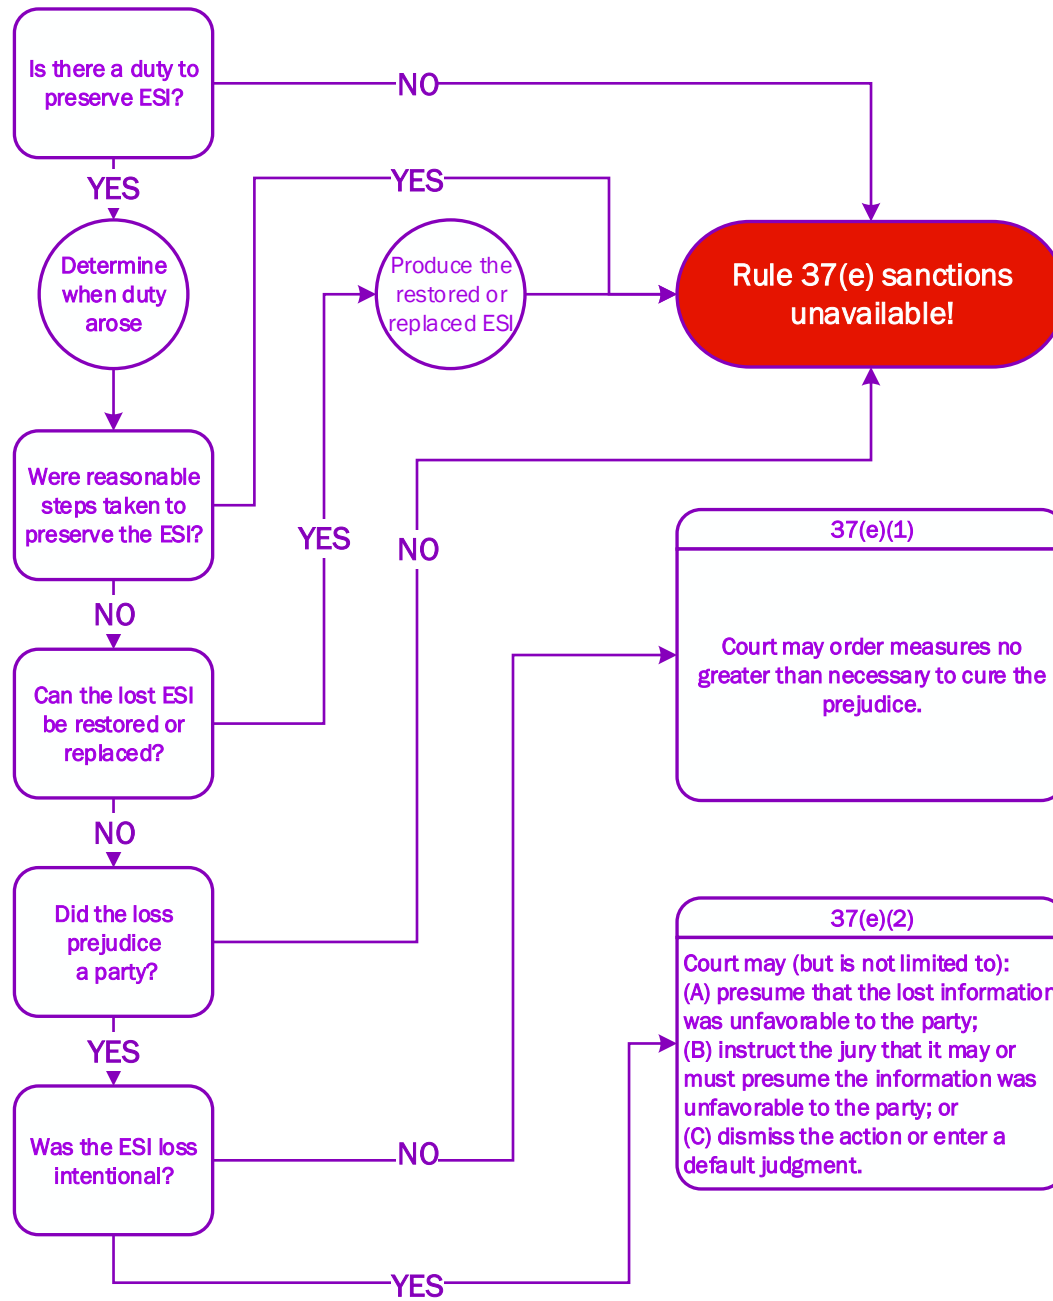 Is there a duty to
preserve ESI?
NO
YES
YES
Determine
when duty
arose
Produce the
restored or
replaced ESI
Rule 37(e) sanctions
unavailable!
Were reasonable
steps taken to
preserve the ESI?
YES
NO
NO
37(e)(1)
Court may order measures no
greater than necessary to cure the
prejudice.
Can the lost ESI
be restored or
replaced?
NO
Did the loss
prejudice
a party?
YES
37(e)(2)
Court may (but is not limited to):
(A) presume that the lost information
was unfavorable to the party;
(B) instruct the jury that it may or
must presume the information was
unfavorable to the party; or
(C) dismiss the action or enter a
default judgment.
Was the ESI loss
intentional?
NO
YES